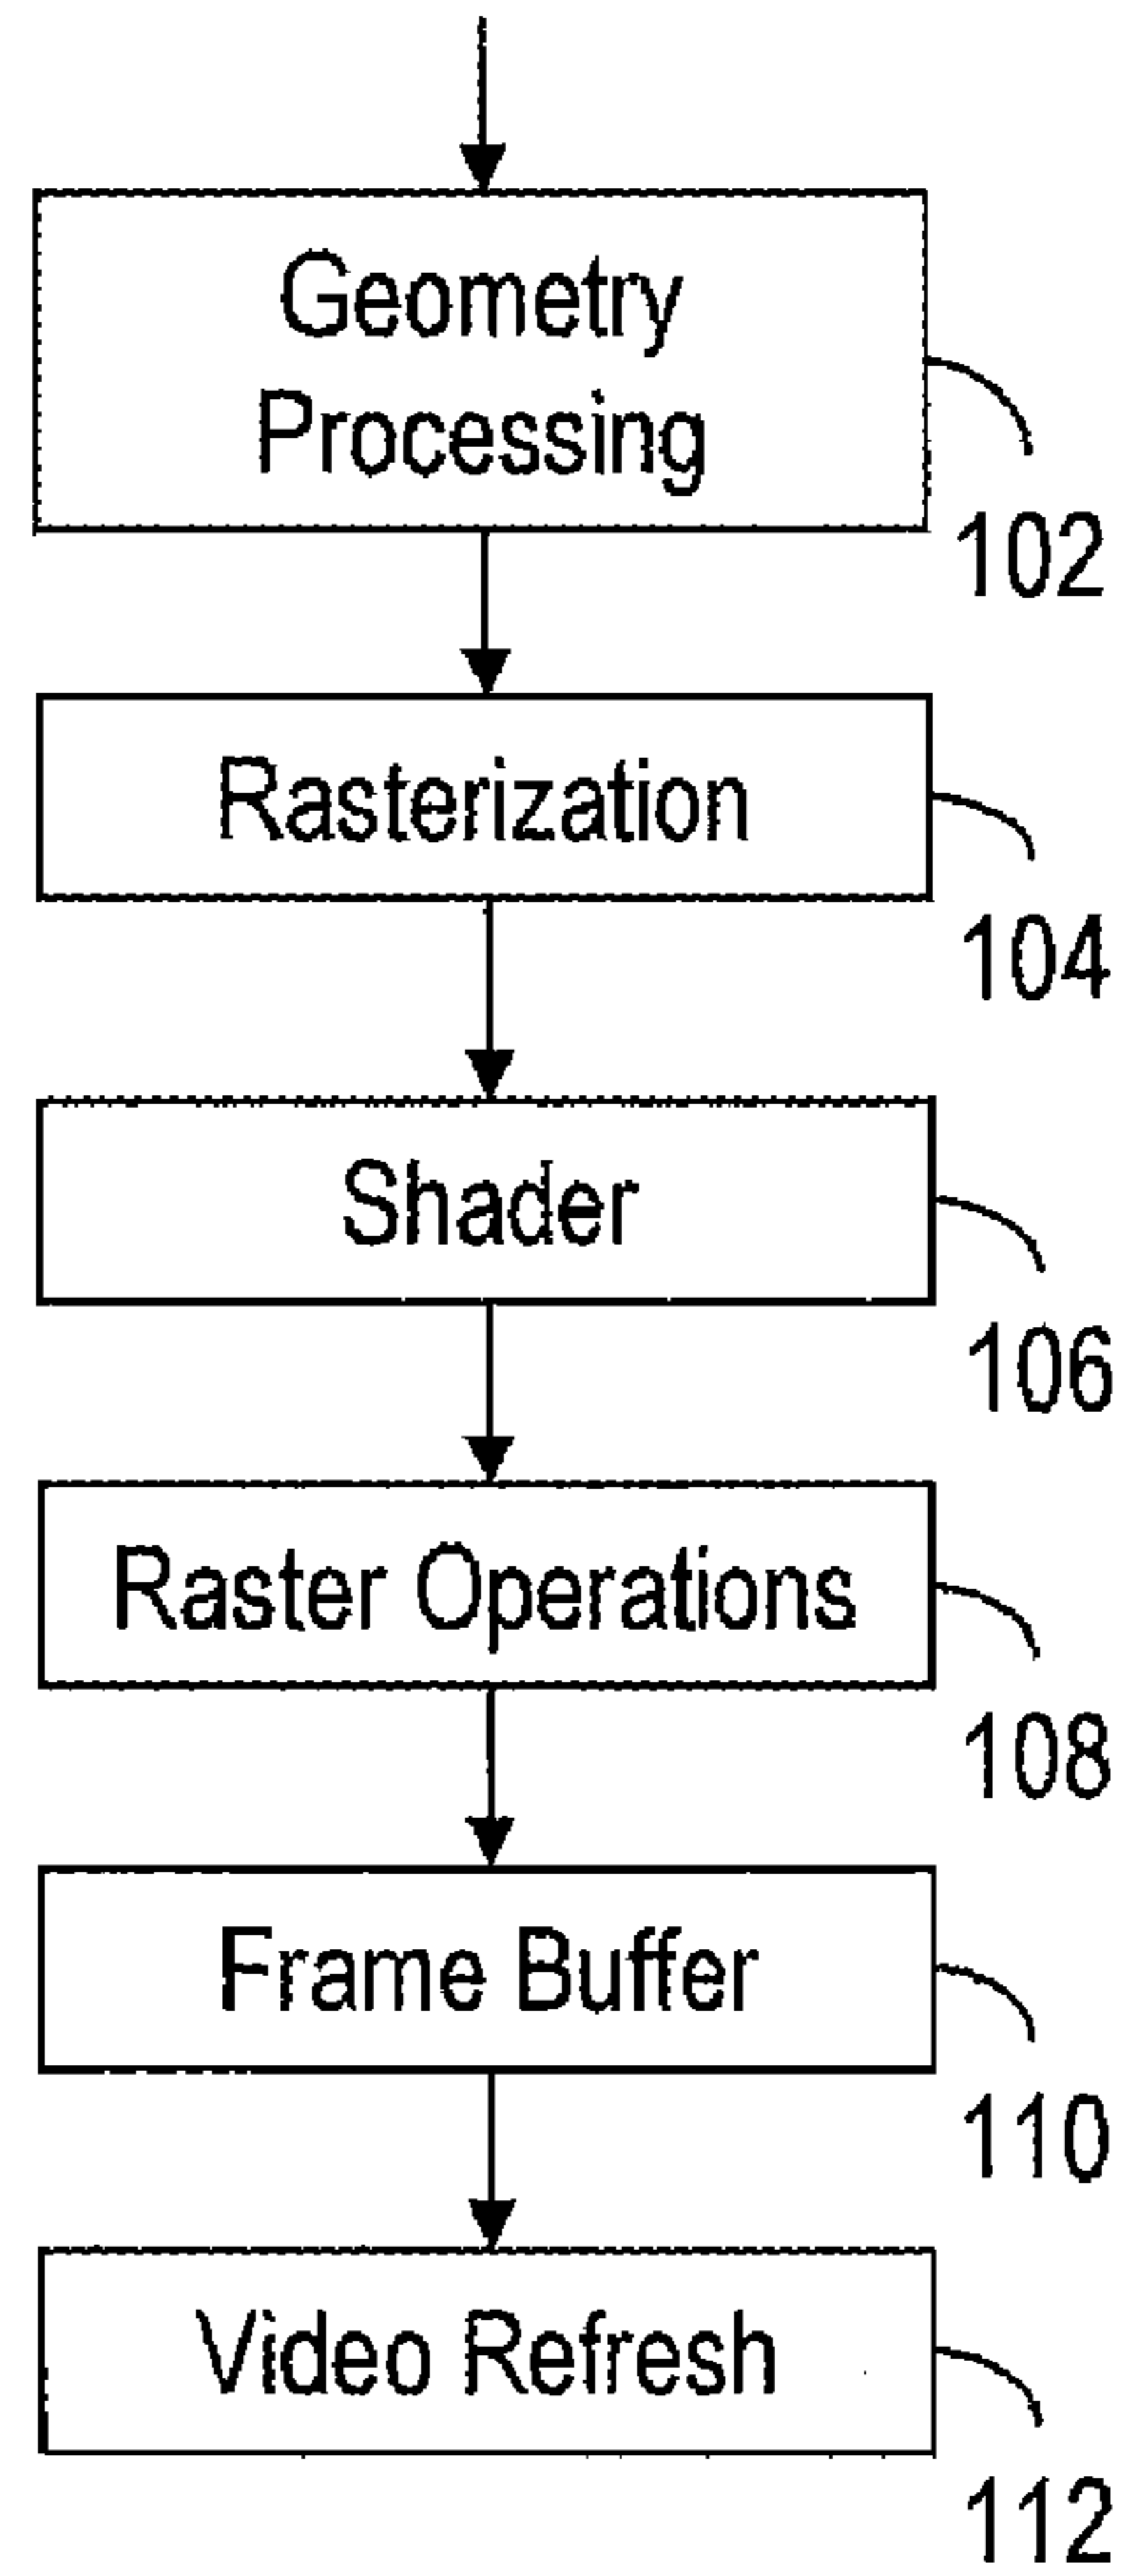 Geometry
Processing
102
Rasterization
104
Shader
106
Raster Operations
108
Frame Buffer
110
Video Refresh
112